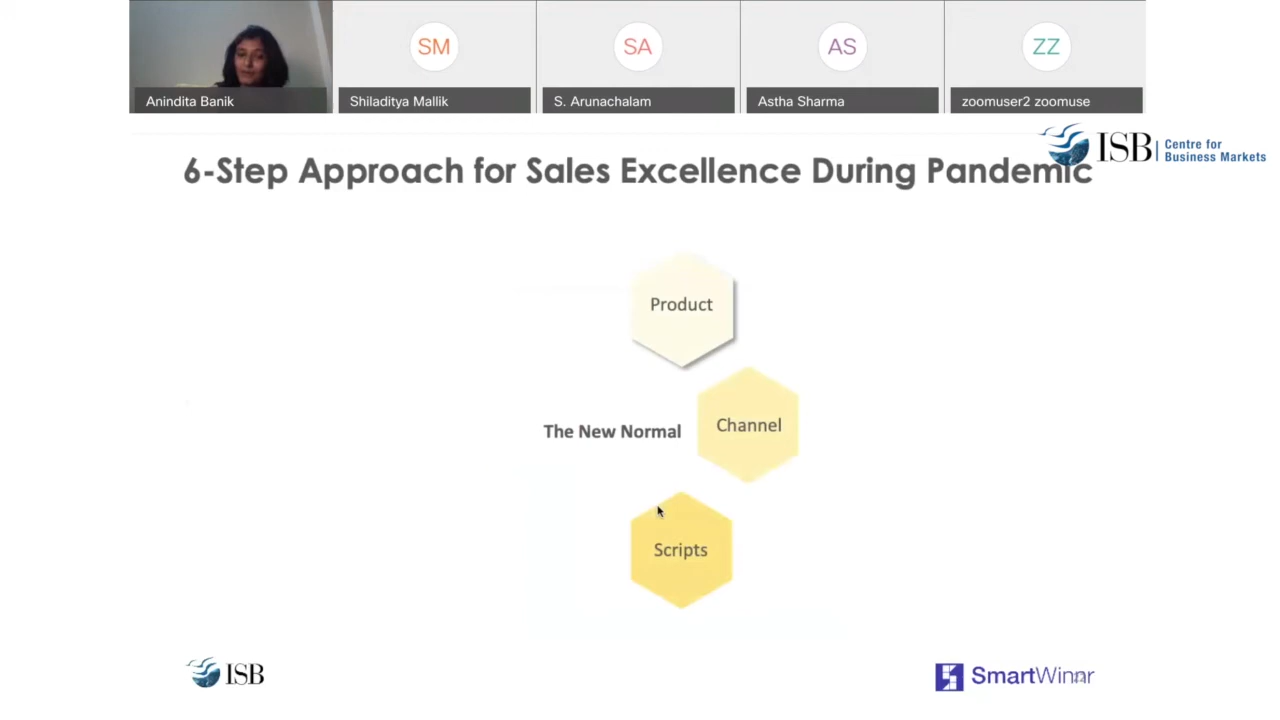 SM
SA
AS
ZZ
Anindita Banik
Shiladitya Mallik
S. Arunachalam
Astha Sharma
zoomuser2 zoomuse
ISB
Centre for
Business Markets
6-Step Approach for Sales Excellence During Pandemic
Product
Channel
The New Normal
Scripts
ISB
SmartWinnr